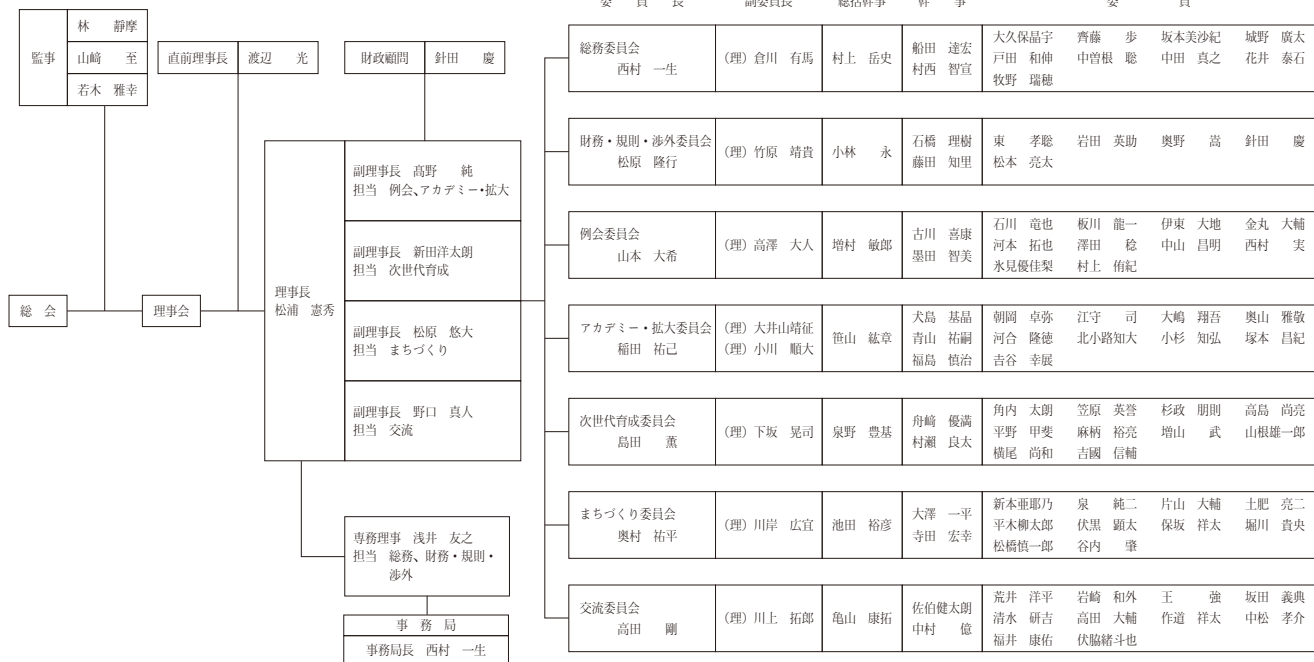 委員長 副委員長 総括幹事 幹事 委員
監事
林 靜摩
山﨑 至
若木 雅幸
直前理事長 渡辺 光
財政顧問 針田 慶
総会
理事会
理事長
松浦 憲秀
副理事長 髙野 純
担当 例会、アカデミー・拡大
副理事長 新田洋太朗
担当 次世代育成
副理事長 松原 悠大
担当 まちづくり
副理事長 野口 真人
担当 交流
専務理事 浅井 友之
担当 総務、財務・規則・
渉外
事務局
事務局長 西村 一生
総務委員会
西村 一生
(理) 倉川 有馬
村上 岳史
船田 達宏
村西 智宣
大久保晶宇 齊藤 歩 坂本美沙紀 城野 廣太
戸田 和伸 中曽根 聡 中田 真之 花井 泰石
牧野 瑞穂
財務・規則・渉外委員会
松原 隆行
(理) 竹原 靖貴
小林 永
石橋 理樹
藤田 知里
東 孝聡 岩田 英助 奥野 嵩 針田 慶
松本 亮太
例会委員会
山本 大希
(理) 高澤 大人
増村 敏郎
古川 喜康
墨田 智美
石川 竜也 板川 龍一 伊東 大地 金丸 大輔
河本 拓也 澤田 稔 中山 昌明 西村 実
氷見優佳梨 村上 侑紀
アカデミー・拡大委員会
稲田 祐己
(理) 大井山靖征
(理) 小川 順大
笹山 紘章
犬島 基晶
青山 祐嗣
福島 慎治
朝岡 卓弥 江守 司 大嶋 翔吾 奥山 雅敬
河合 隆徳 北小路知大 小杉 知弘 塚本 昌紀
吉谷 幸展
次世代育成委員会
島田 薫
(理) 下坂 晃司
泉野 豊基
舟﨑 優満
村瀬 良太
角内 太朗 笠原 英誉 杉政 朋則 高島 尚亮
平野 甲斐 麻柄 裕亮 増山 武 山根雄一郎
横尾 尚和 吉國 信輔
まちづくり委員会
奥村 祐平
(理) 川岸 広宜
池田 裕彦
大澤 一平
寺田 宏幸
新本亜耶乃 泉 純二 片山 大輔 土肥 亮二
平木柳太郎 伏黒 顕太 保坂 祥太 堀川 貴央
松橋慎一郎 谷内 肇
交流委員会
高田 剛
(理) 川上 拓郎
亀山 康拓
佐伯健太朗
中村 億
荒井 洋平 岩崎 和外 王 強 坂田 義典
清水 研吉 高田 大輔 作道 祥太 中松 孝介
福井 康佑 伏脇緒斗也